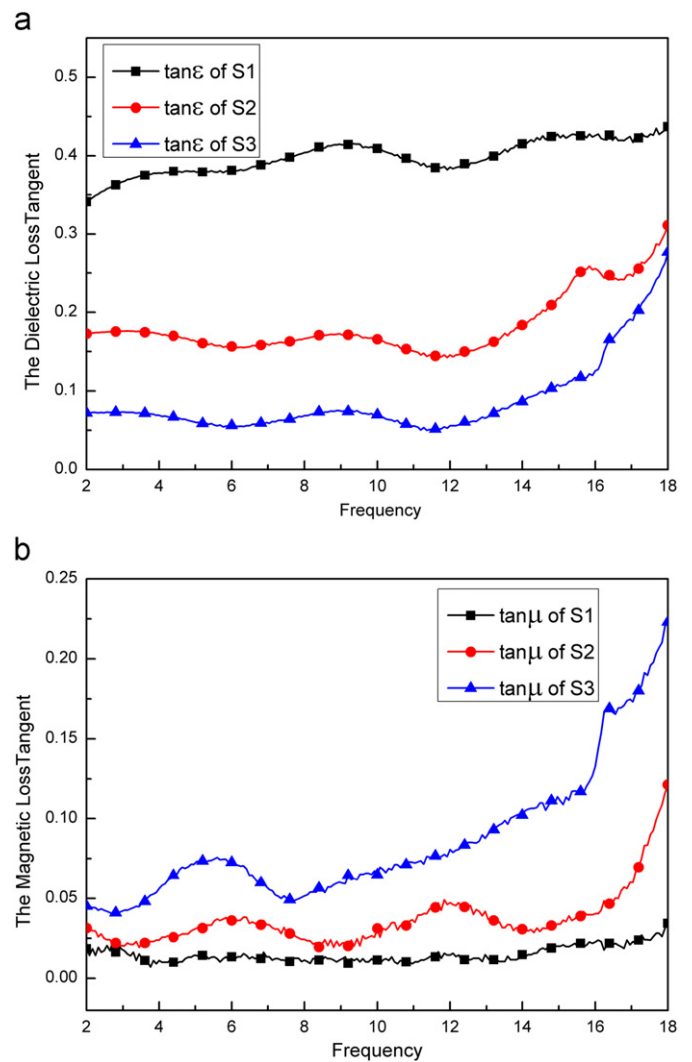 a
0.5
0.4
0.3
0.2
0.1
0.0
The Dielectric LossTangent
tanε of S1
tanε of S2
tanε of S3
2 4 6 8 10 12 14 16 18
Frequency
b
0.25
0.20
0.15
0.10
0.05
0.00
The Magnetic LossTangent
tanμ of S1
tanμ of S2
tanμ of S3
2 4 6 8 10 12 14 16 18
Frequency